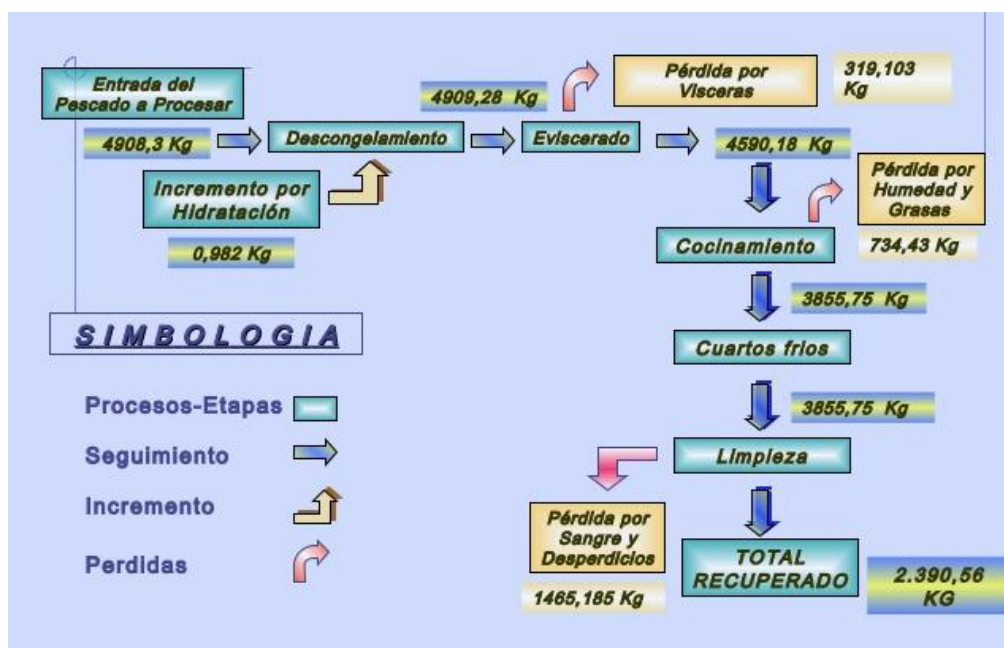 Entrada del
Pescado a Procesar
4908,3 Kg
Descongelamiento
Incremento por
Hidratación
0,982 Kg
4909,28 Kg
Eviscerado
Pérdida por
Visceras
319,103
Kg
4590,18 Kg
Pérdida por
Humedad y
Grasas
734,43 Kg
Cocinamiento
3855,75 Kg
Cuartos frios
3855,75 Kg
Limpieza
Pérdida por
Sangre y
Desperdicios
1465,185 Kg
TOTAL
RECUPERADO
2.390,56
KG
SIMBOLOGIA
Procesos-Etapas
Seguimiento
Incremento
Perdidas